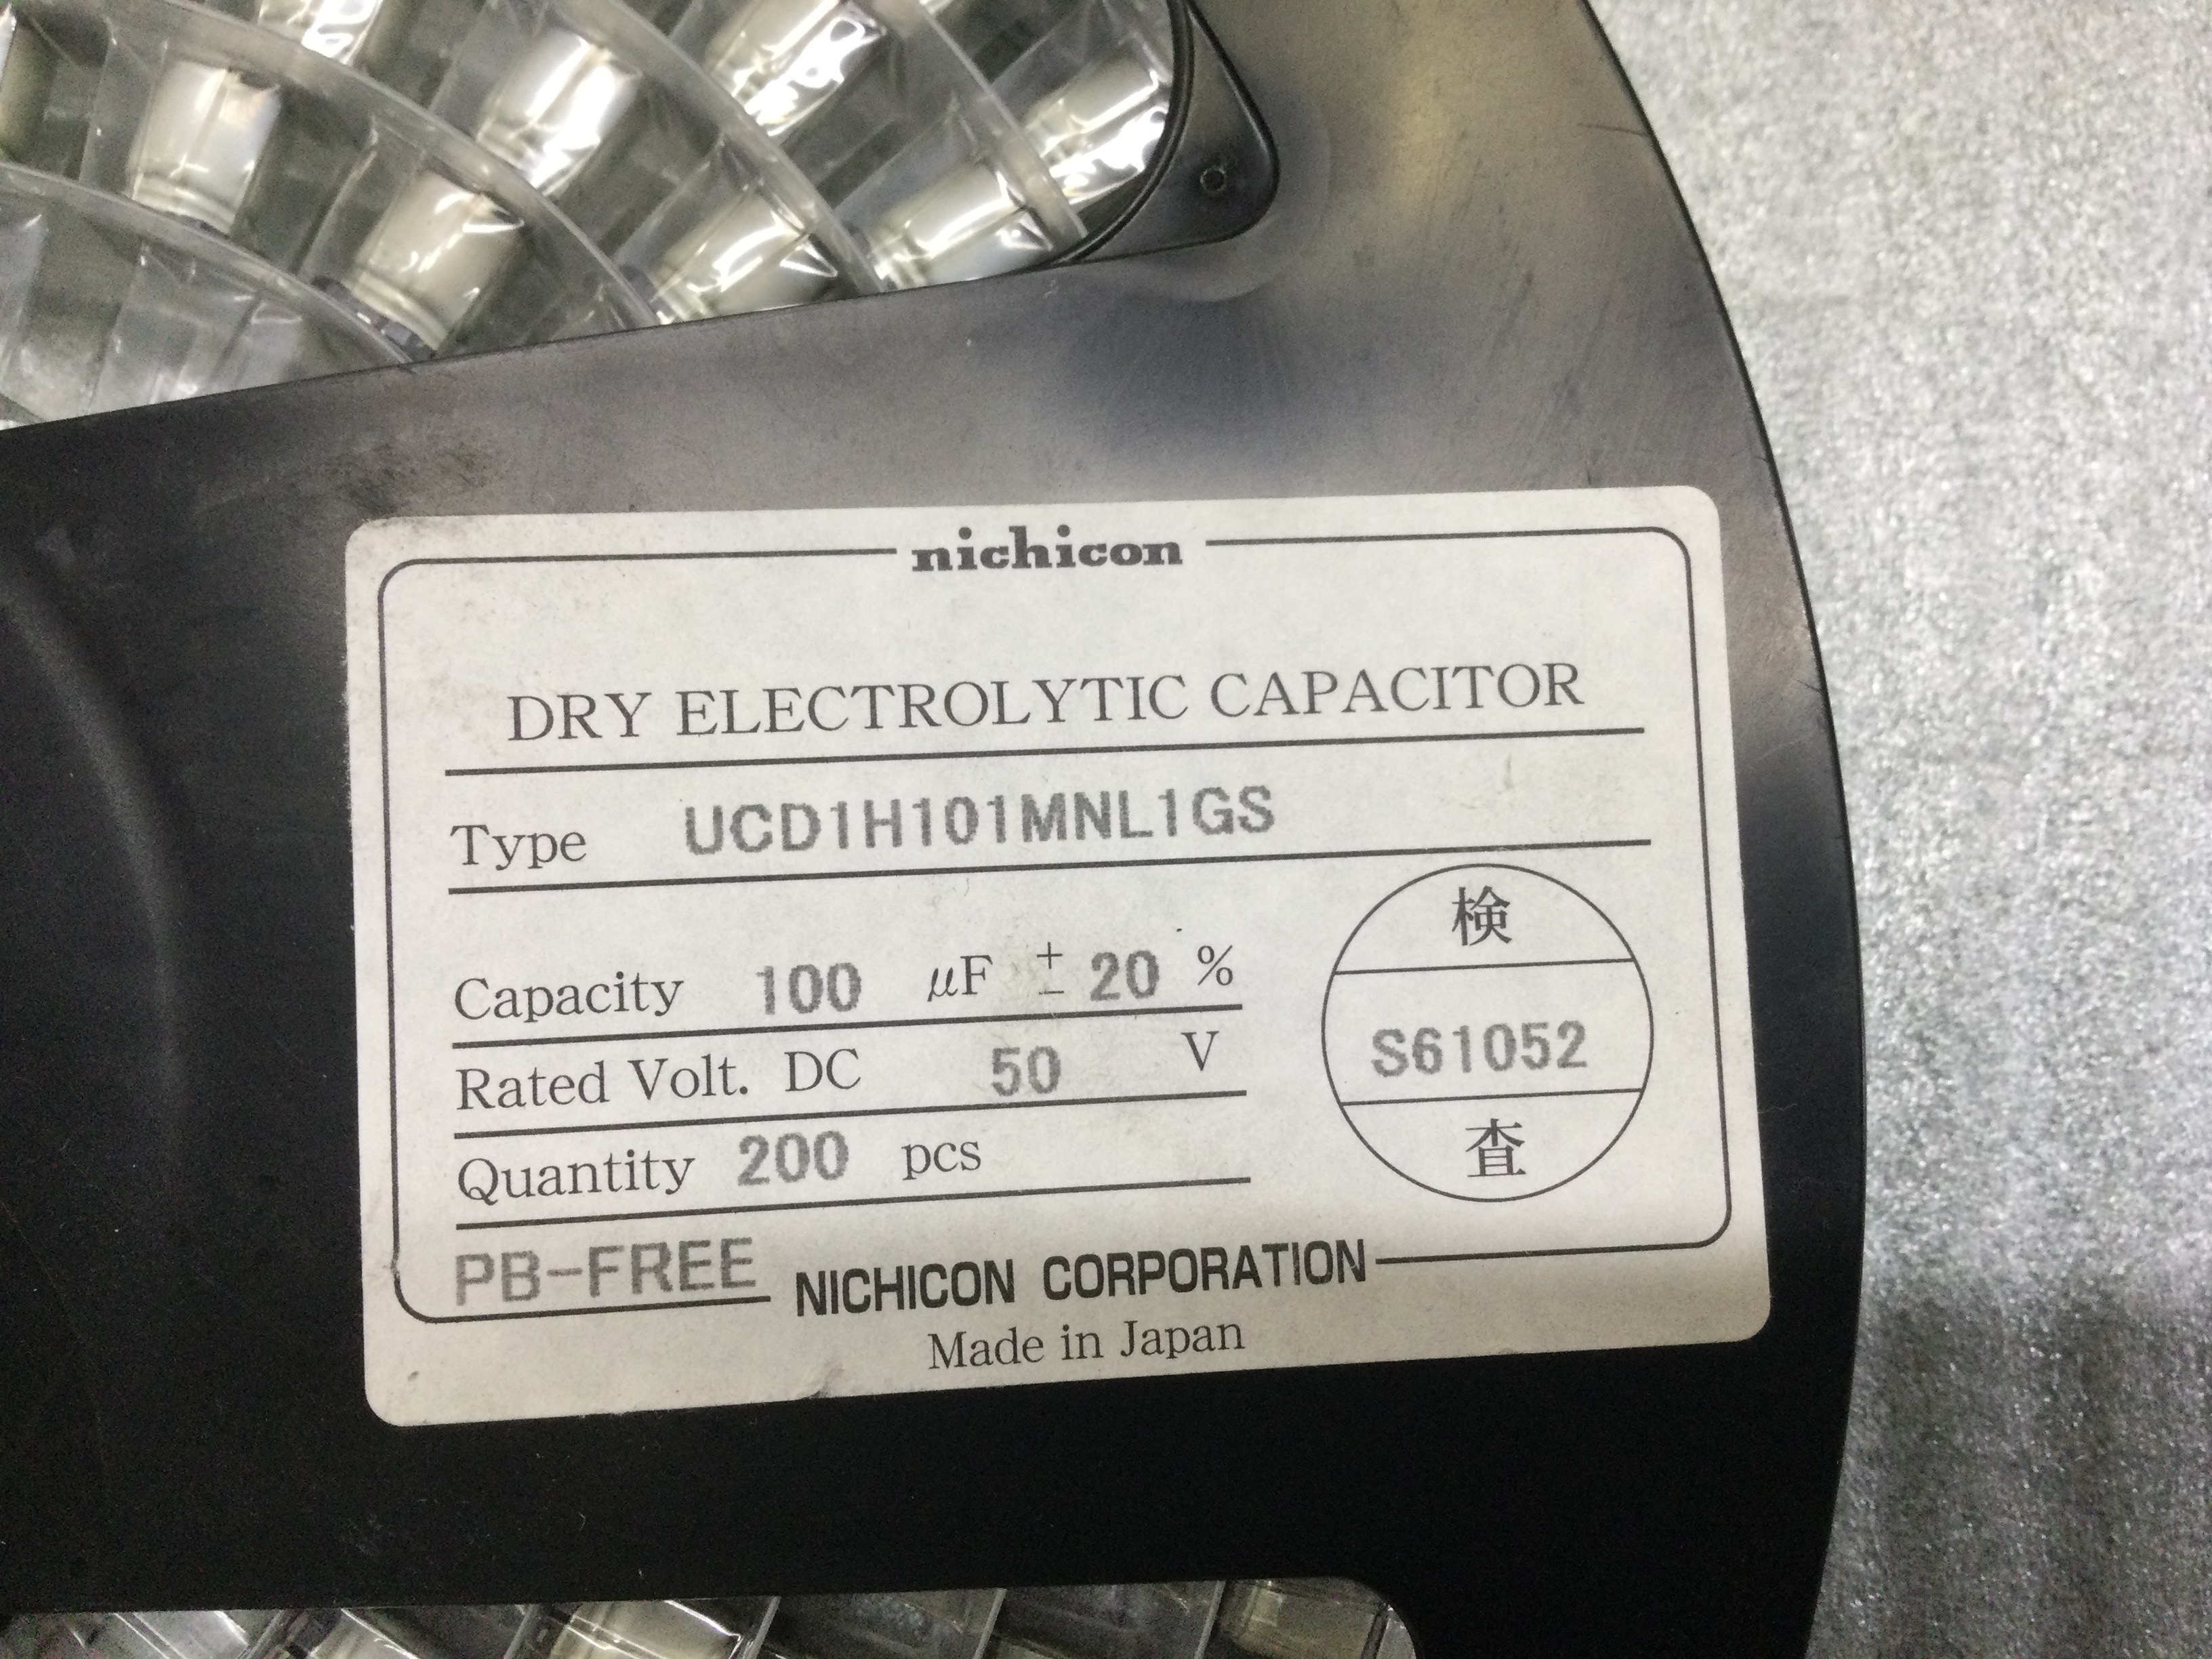 nichicon
DRY ELECTROLYTIC CAPACITOR
Type UCD1H101MNL1GS
Capacity 100 μF ± 20 %
Rated Volt. DC 50 V
Quantity 200 pcs
検
S61052
査
PB-FREE
NICHICON CORPORATION
Made in Japan